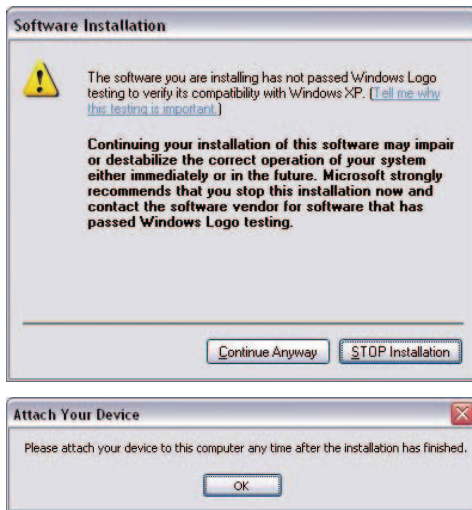 Software Installation
The software you are installing has not passed Windows Logo
testing to verify its compatibility with Windows XP. (Tell me why
this testing is important.)
Continuing your installation of this software may impair
or destabilize the correct operation of your system
either immediately or in the future. Microsoft strongly
recommends that you stop this installation now and
contact the software vendor for software that has
passed Windows Logo testing.
Continue Anyway
STOP Installation
Attach Your Device
Please attach your device to this computer any time after the installation has finished.
OK